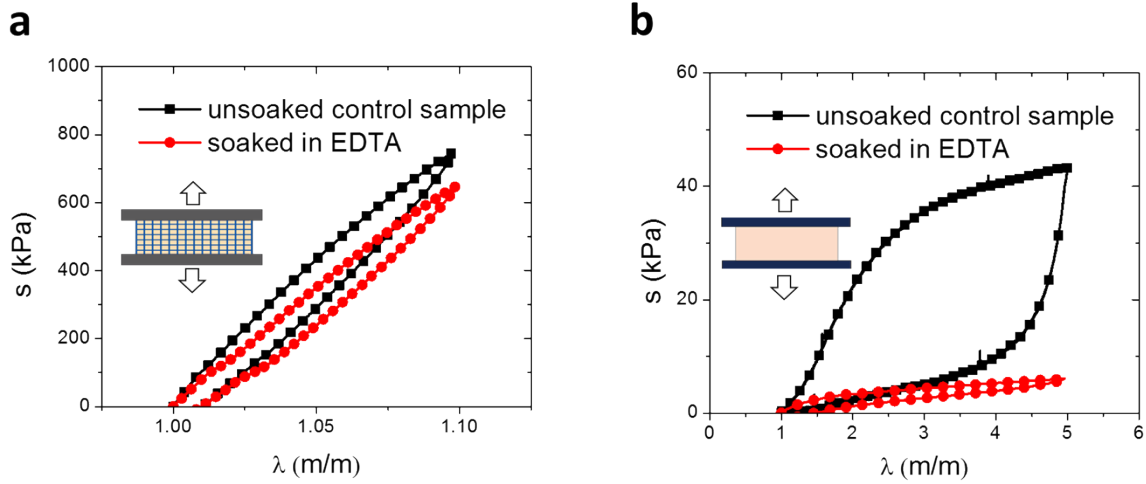 a
1000
800
600
400
200
0
s (kPa)
unsoaked control sample
soaked in EDTA
1.00
1.05
1.10
λ (m/m)
b
60
40
20
0
s (kPa)
unsoaked control sample
soaked in EDTA
0
1
2
3
4
5
6
λ (m/m)